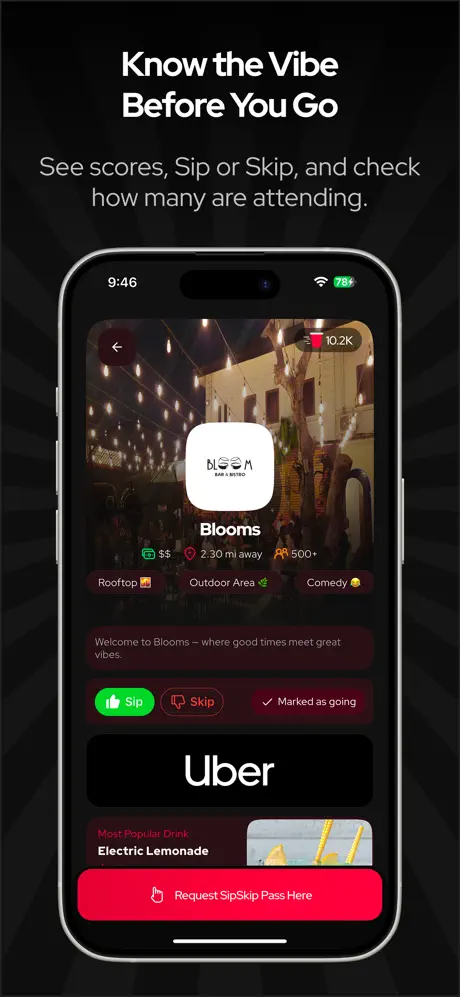 Know the Vibe
Before You Go
See scores, Sip or Skip, and check
how many are attending.
9:46
78
10.2K
BLOOM
BAR & BISTRO
Blooms
$$
2.30 mi away
500+
Rooftop 🌇
Outdoor Area 🌿
Comedy 😂
Welcome to Blooms – where good times meet great
vibes.
Sip
Skip
Marked as going
Uber
Most Popular Drink
Electric Lemonade
Request SipSkip Pass Here